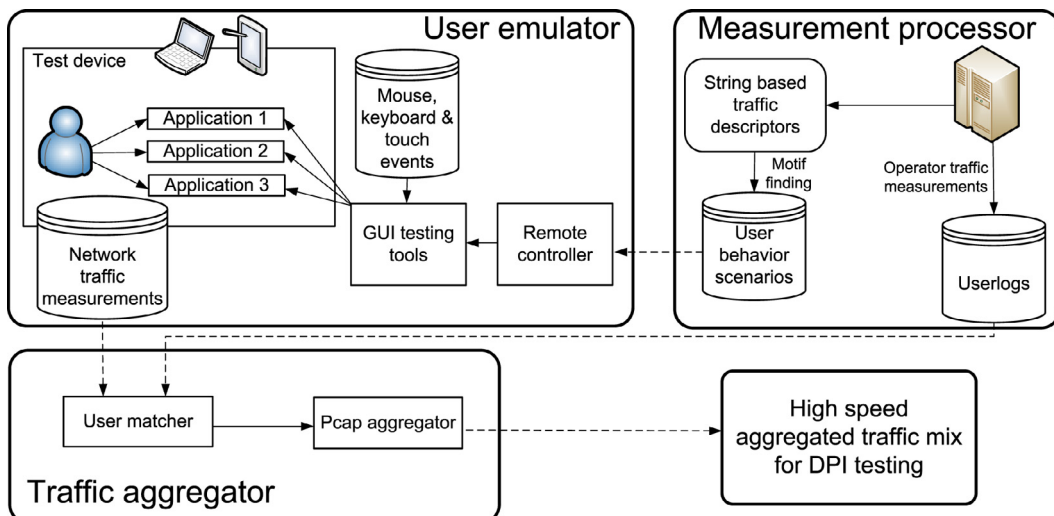 User emulator
Test device
Application 1
Application 2
Application 3
Mouse,
keyboard &
touch
events
GUI testing
tools
Remote
controller
Network
traffic
measurements
Measurement processor
String based
traffic
descriptors
Motif
finding
Operator traffic
measurements
User
behavior
scenarios
Userlogs
User matcher
Pcap aggregator
Traffic aggregator
High speed
aggregated traffic mix
for DPI testing